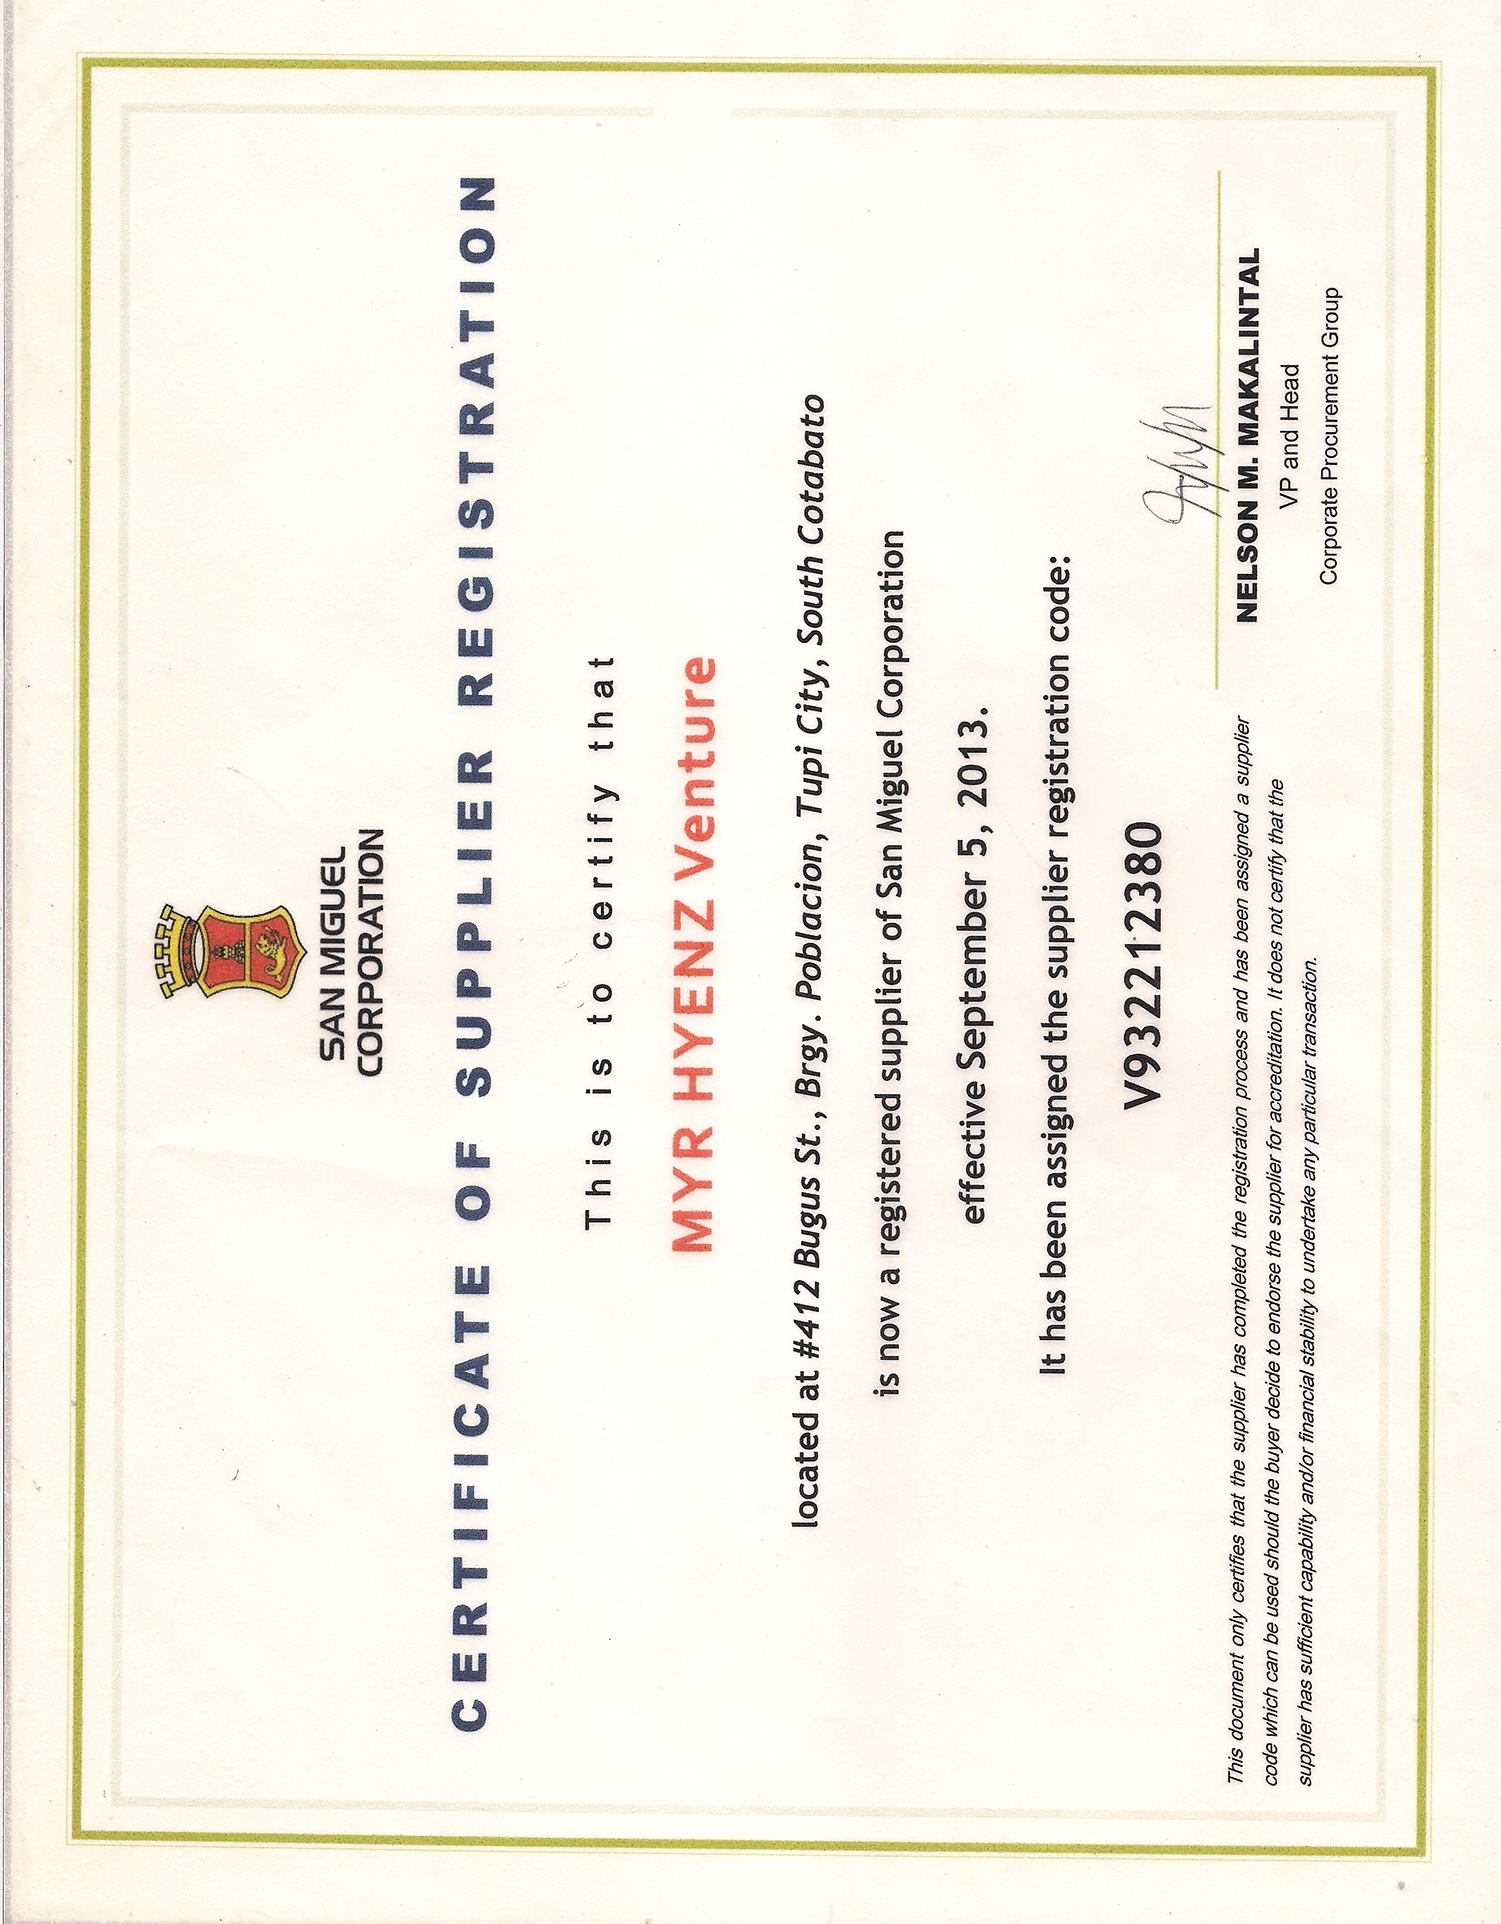 SAN MIGUEL
CORPORATION
CERTIFICATE OF SUPPLIER REGISTRATION
This is to certify that
MYR HYENZ Venture
located at #412 Bugus St., Brgy. Poblacion, Tupi City, South Cotabato
is now a registered supplier of San Miguel Corporation
effective September 5, 2013.
It has been assigned the supplier registration code:
V932212380
This document only certifies that the supplier has completed the registration process and has been assigned a supplier
code which can be used should the buyer decide to endorse the supplier for accreditation. It does not certify that the
supplier has sufficient capability and/or financial stability to undertake any particular transaction.
NELSON M. MAKALINTAL
VP and Head
Corporate Procurement Group